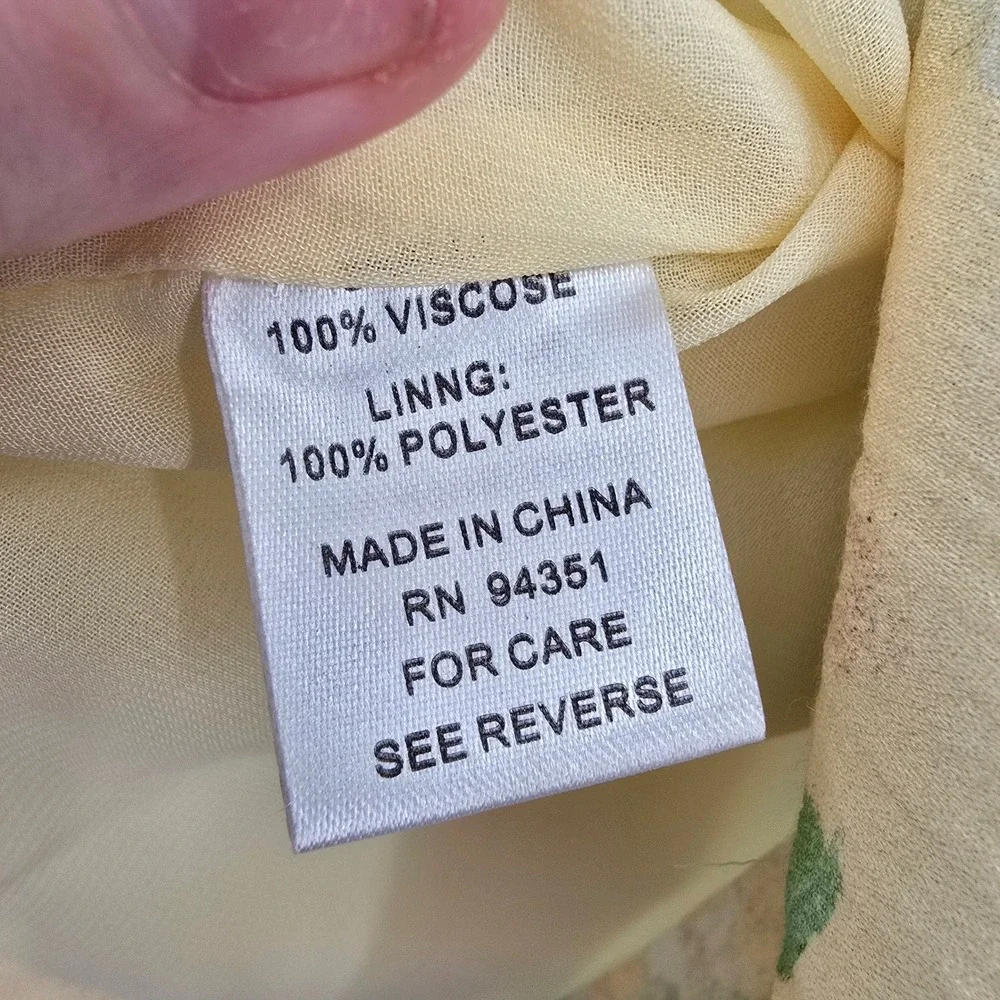 100% VISCOSE
LINNG:
100% POLYESTER
MADE IN CHINA
RN 94351
FOR CARE
SEE REVERSE